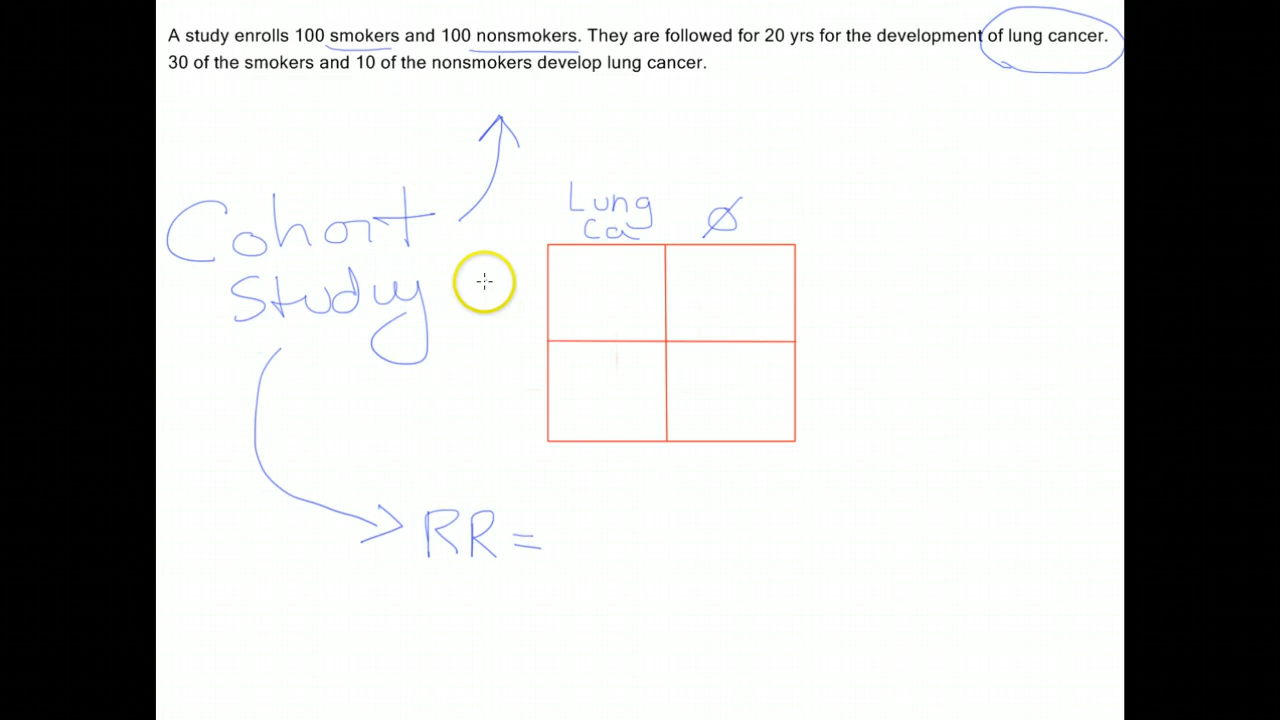 A study enrolls 100 smokers and 100 nonsmokers. They are followed for 20 yrs for the development of lung cancer.
30 of the smokers and 10 of the nonsmokers develop lung cancer.
Lung
Ca
Ø
Cohort
Study
RR =